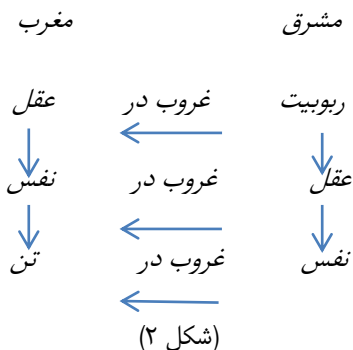 مشرق مغرب
ربوبیت غروب در عقل
عقل غروب در نفس
نفس غروب در تن
(شکل ۲)